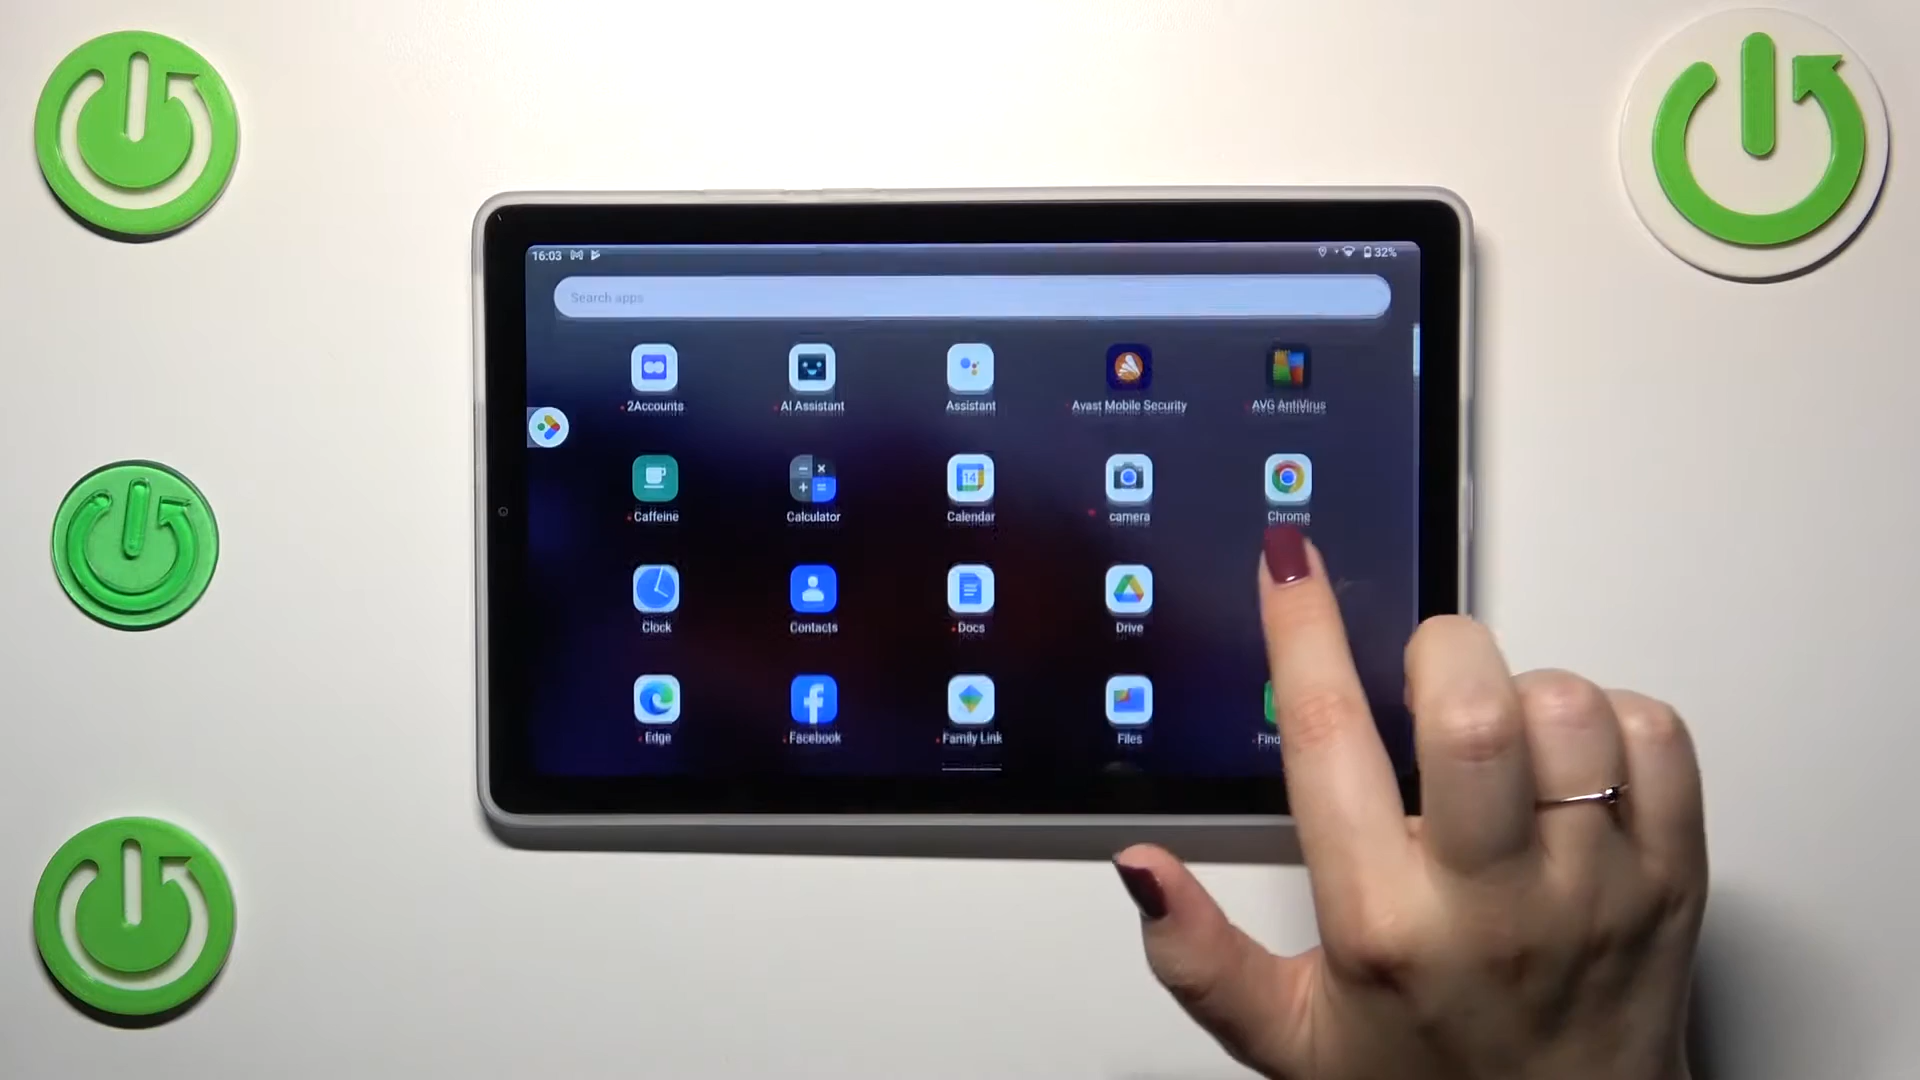 16:03
32%
Search apps
2Accounts
AI Assistant
Assistant
Avast Mobile Security
AVG AntiVirus
Caffeine
Calculator
Calendar
14
camera
Chrome
Clock
Contacts
Docs
Drive
Edge
Facebook
Family Link
Files